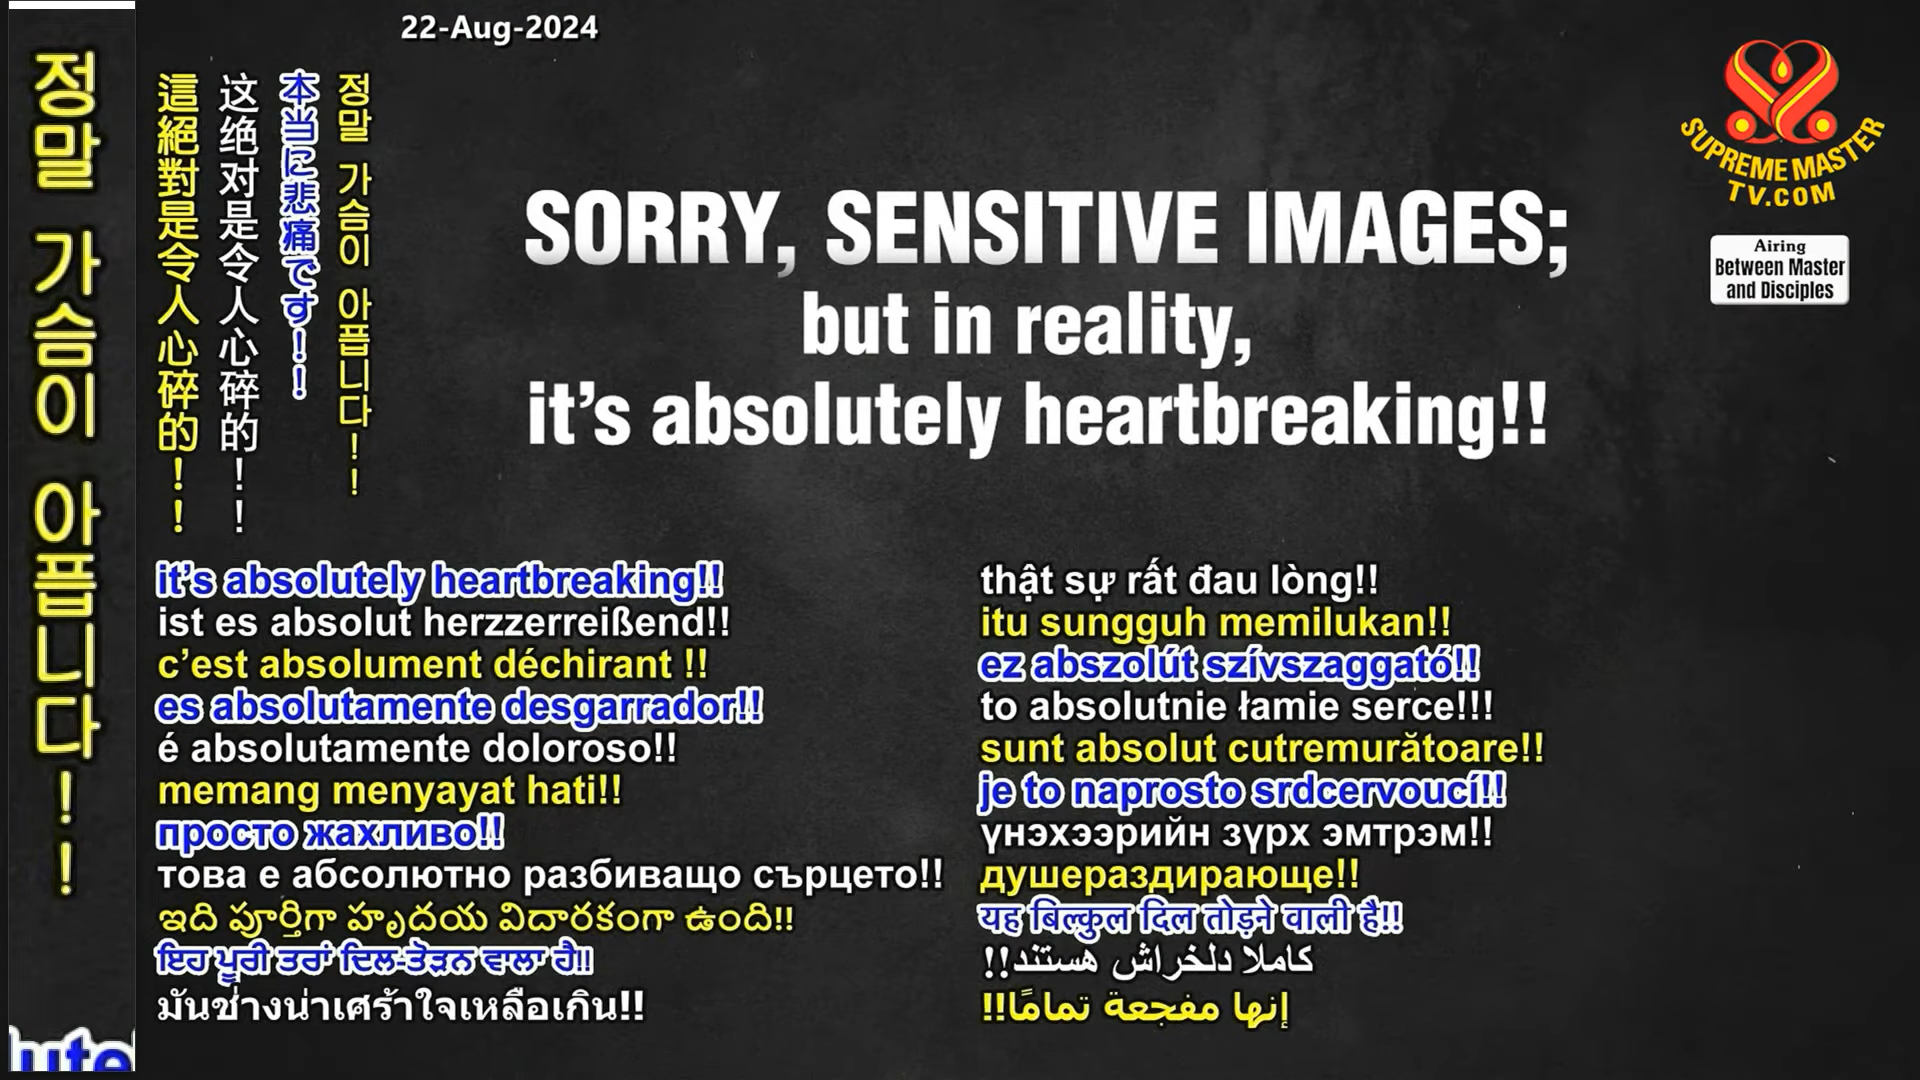 정말 가슴이 아픕니다!!
22-Aug-2024
這絕對是令人心碎的!!
这绝对是令人心碎的!!
本当に悲痛です!!
정말 가슴이 아픕니다!!
SORRY, SENSITIVE IMAGES;
but in reality,
it's absolutely heartbreaking!!
SUPREME MASTER
TV.COM
Airing
Between Master
and Disciples
it's absolutely heartbreaking!!
ist es absolut herzzerreißend!!
c'est absolument déchirant !!
es absolutamente desgarrador!!
é absolutamente doloroso!!
memang menyayat hati!!
просто жахливо!!
това е абсолютно разбиващо сърцето!!
ఇది పూర్తిగా హృదయ విదారకంగా ఉంది!!
ਇਹ ਪੂਰੀ ਤਰਾਂ ਦਿਲ-ਤੋੜਨ ਵਾਲਾ ਹੈ!!
มันช่างน่าเศร้าใจเหลือเกิน!!
thật sự rất đau lòng!!
itu sungguh memilukan!!
ez abszolút szívszaggató!!
to absolutnie łamie serce!!!
sunt absolut cutremurătoare!!
je to naprosto srdcervoucí!!
үнэхээрийн зүрх эмтрэм!!
душераздирающе!!
यह बिल्कुल दिल तोड़ने वाली है!!
کاملا دلخراش هستند!!
إنها مفجعة تمامًا!!